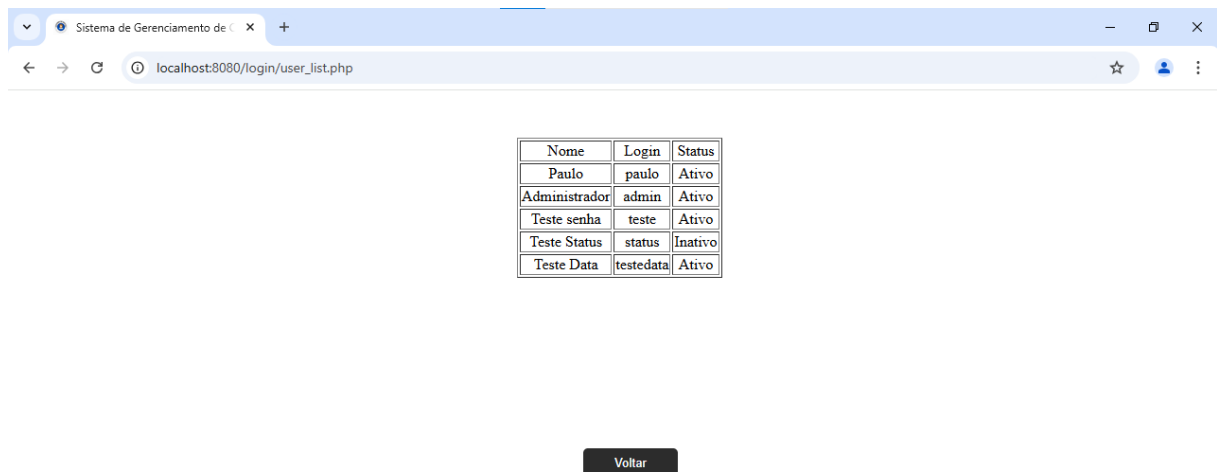 Sistema de Gerenciamento de C
localhost:8080/login/user_list.php
Nome Login Status
Paulo paulo Ativo
Administrador admin Ativo
Teste senha teste Ativo
Teste Status status Inativo
Teste Data testedata Ativo
Voltar